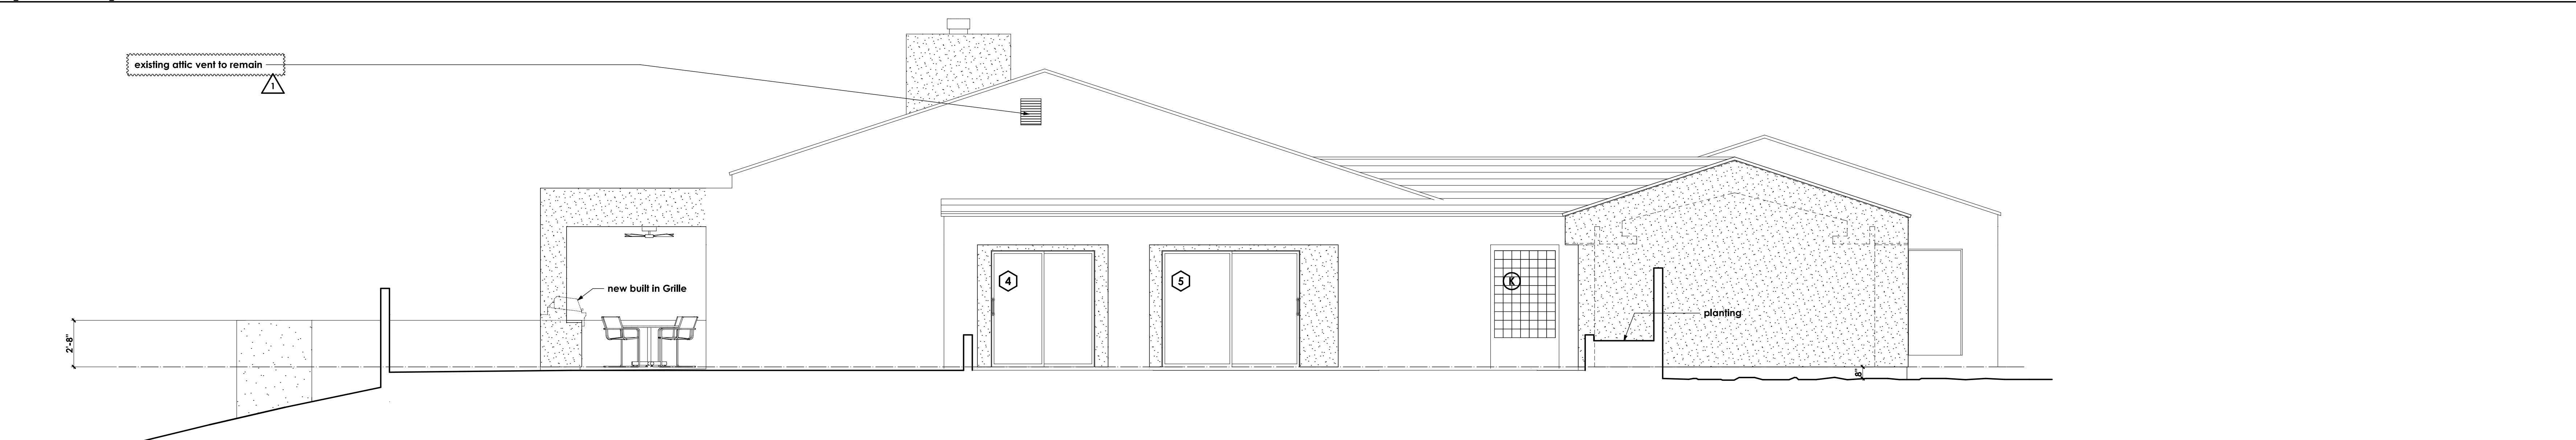 existing attic vent to remain
1
4
5
K
new built in Grille
planting
2'-8"
8"